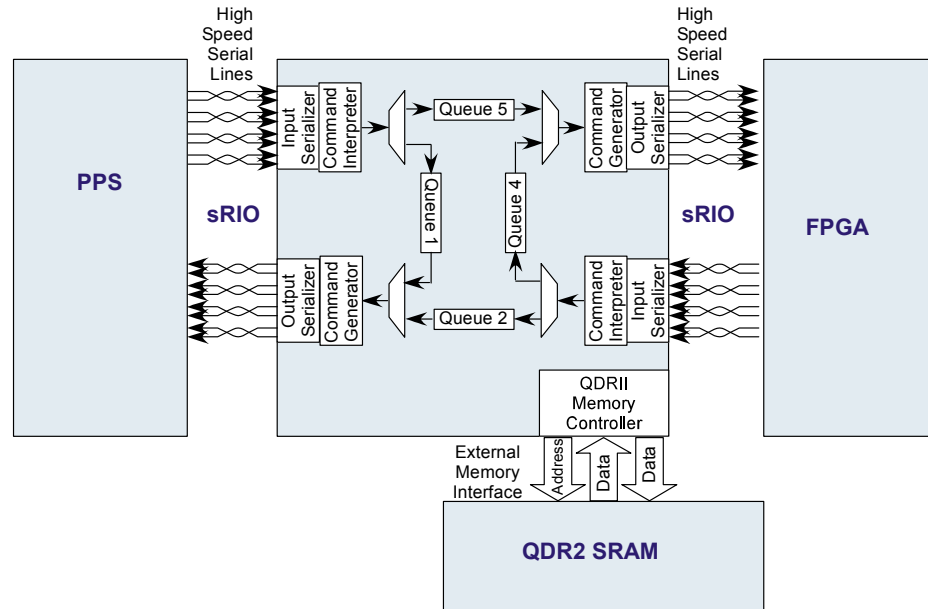 High
Speed
Serial
Lines
High
Speed
Serial
Lines
PPS
sRIO
Input
Serializer
Command
Interpreter
Queue 5
Command
Generator
Output
Serializer
sRIO
FPGA
Queue 1
Queue 4
Output
Serializer
Command
Generator
Queue 2
Command
Interpreter
Input
Serializer
QDRII
Memory
Controller
External
Memory
Interface
Address
Data
Data
QDR2 SRAM